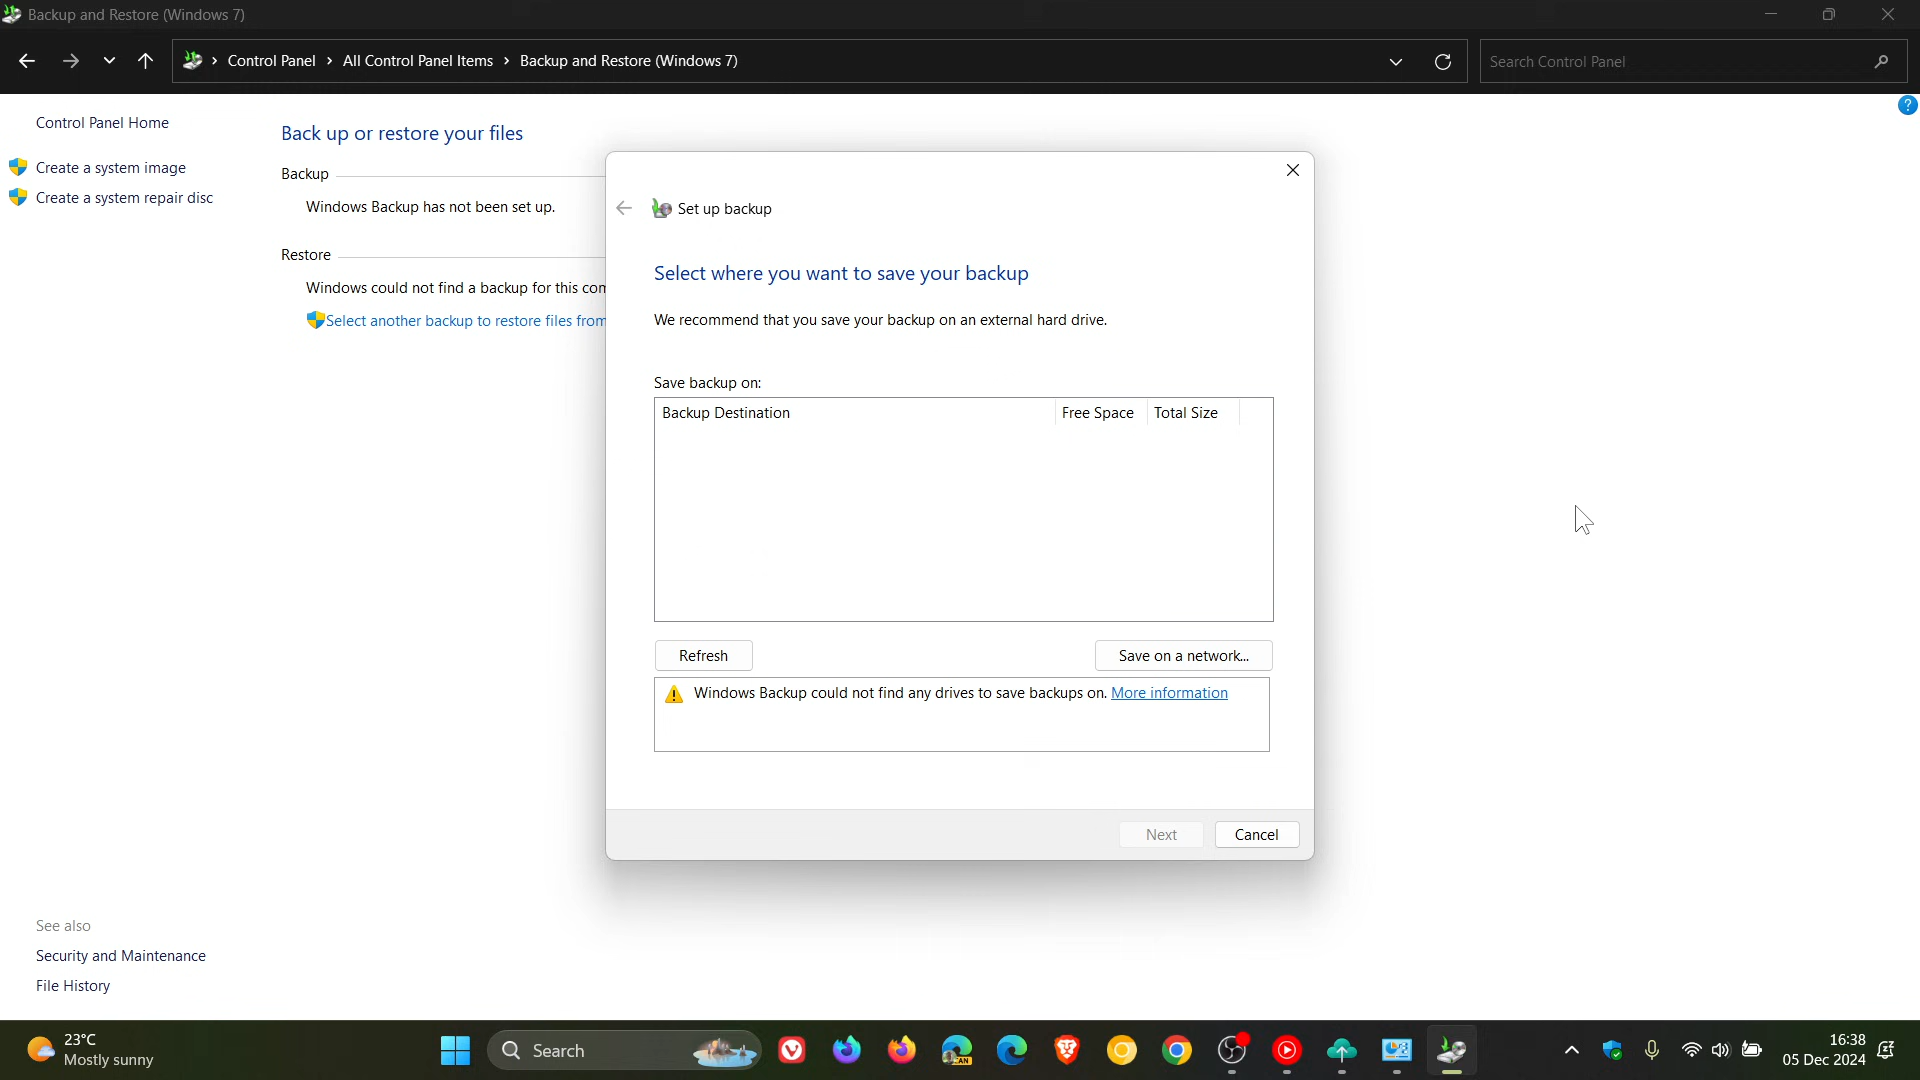 Backup and Restore (Windows 7)
Control Panel › All Control Panel Items › Backup and Restore (Windows 7)
Search Control Panel
Control Panel Home
Create a system image
Create a system repair disc
Back up or restore your files
Backup
Windows Backup has not been set up.
Restore
Windows could not find a backup for this
Select another backup to restore files from
Set up backup
Select where you want to save your backup
We recommend that you save your backup on an external hard drive.
Save backup on:
Backup Destination Free Space Total Size
Refresh Save on a network...
Windows Backup could not find any drives to save backups on. More information
Next Cancel
See also
Security and Maintenance
File History
23°C
Mostly sunny
Search
CAN
16:38
05 Dec 2024